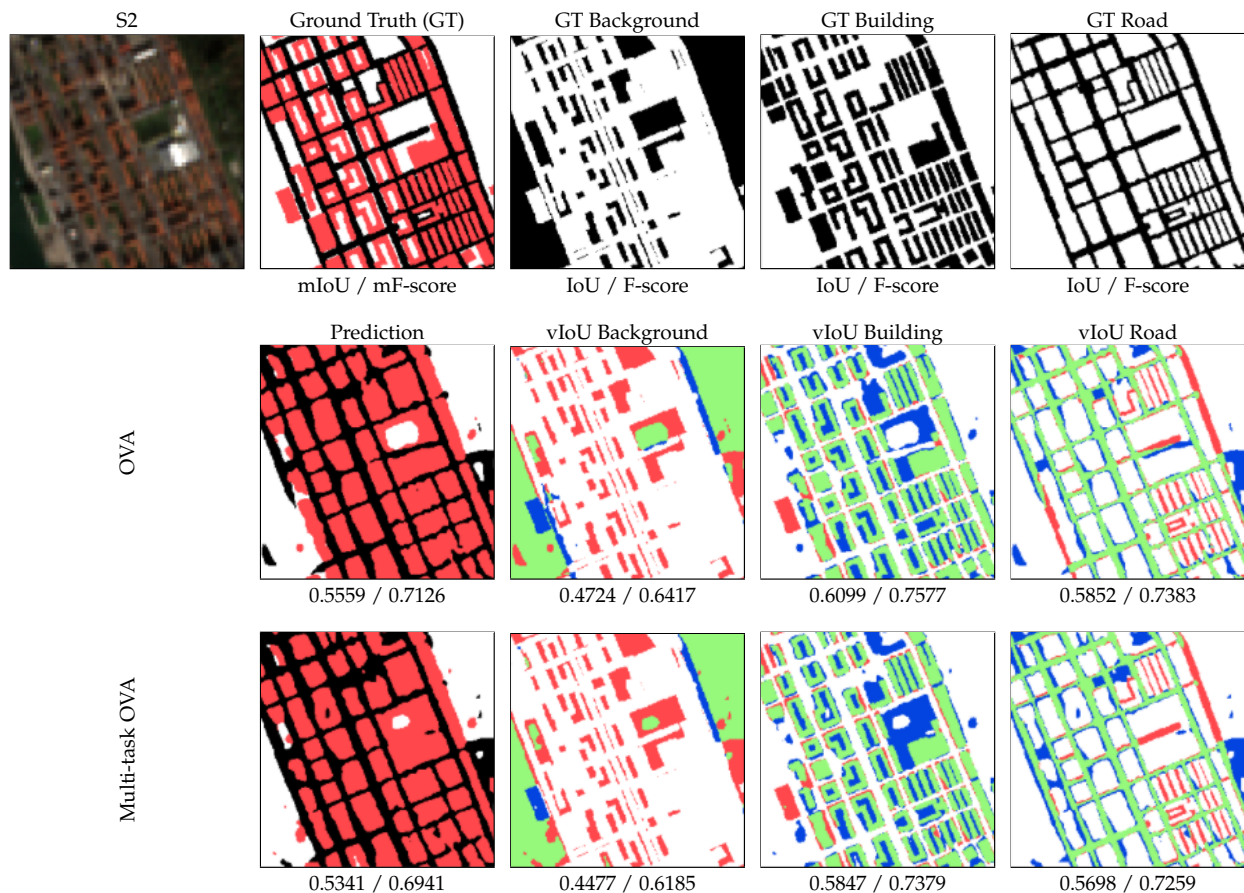 S2 Ground Truth (GT) GT Background GT Building GT Road
mIoU / mF-score IoU / F-score IoU / F-score IoU / F-score
Prediction vIoU Background vIoU Building vIoU Road
OVA
0.5559 / 0.7126 0.4724 / 0.6417 0.6099 / 0.7577 0.5852 / 0.7383
Multi-task OVA
0.5341 / 0.6941 0.4477 / 0.6185 0.5847 / 0.7379 0.5698 / 0.7259